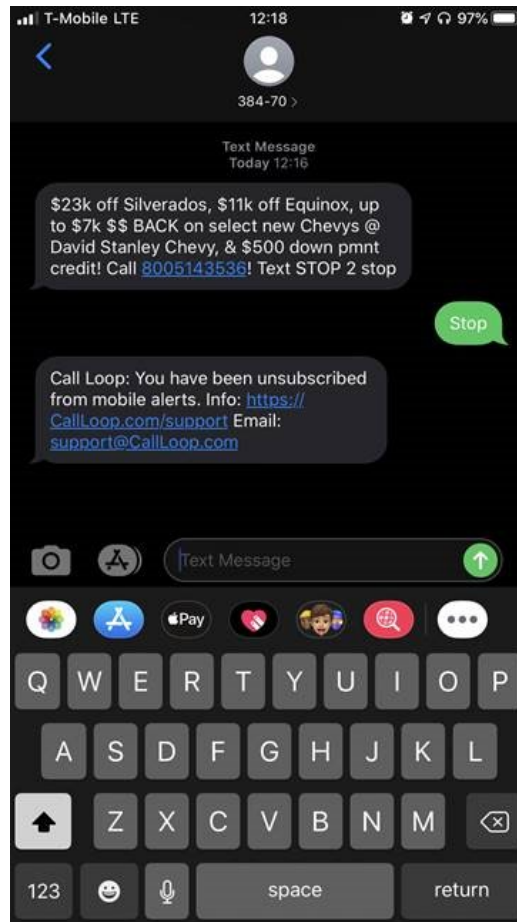 T-Mobile LTE 12:18 97%
384-70 >
Text Message
Today 12:16
$23k off Silverados, $11k off Equinox, up
to $7k $$ BACK on select new Chevys @
David Stanley Chevy, & $500 down pmnt
credit! Call 8005143536! Text STOP 2 stop
Stop
Call Loop: You have been unsubscribed
from mobile alerts. Info: https://
CallLoop.com/support Email:
support@CallLoop.com
Text Message
Pay
Q W E R T Y U I O P
A S D F G H J K L
Z X C V B N M
123 space return